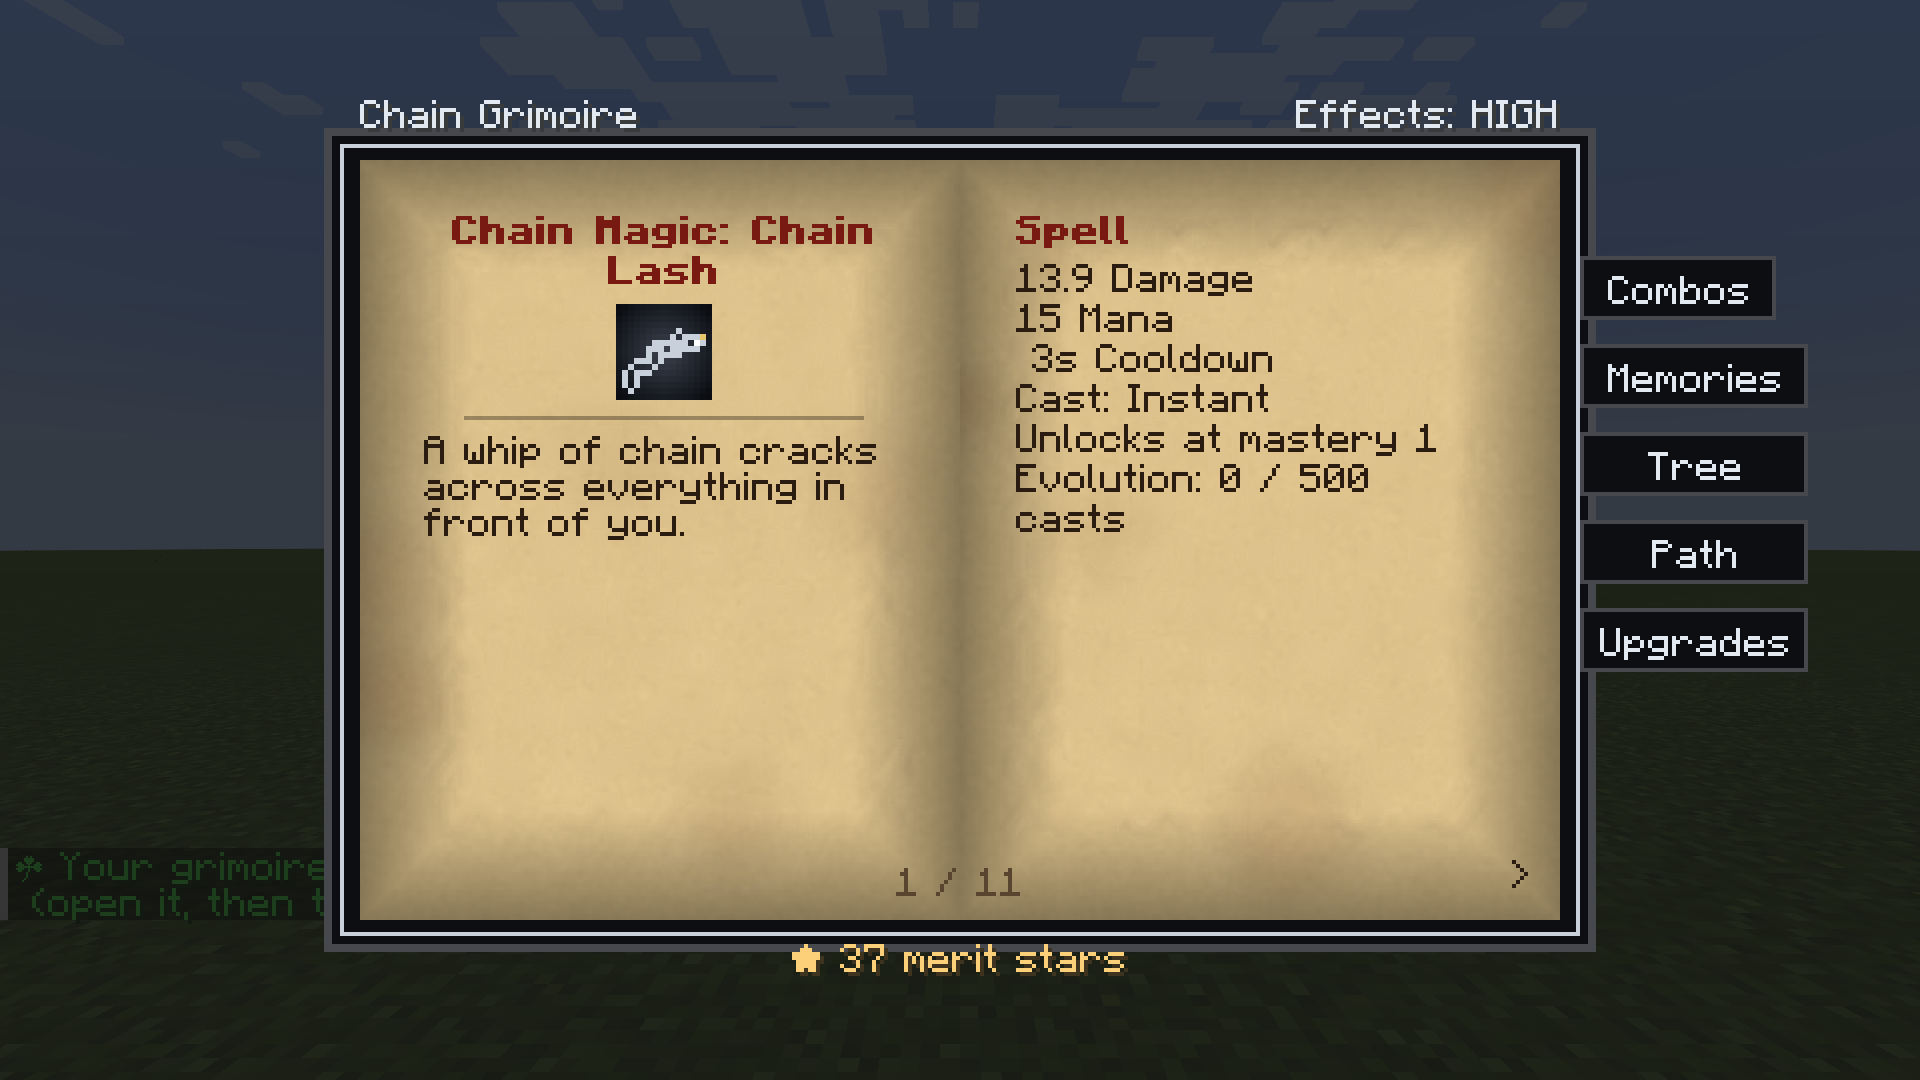 Chain Grimoire
Effects: HIGH
Chain Magic: Chain
Lash
A whip of chain cracks
across everything in
front of you.
Spell
13.9 Damage
15 Mana
3s Cooldown
Cast: Instant
Unlocks at mastery 1
Evolution: 0 / 500
casts
Combos
Memories
Tree
Path
Upgrades
☘ Your grimoire
(open it, then t
1 / 11
>
★ 37 merit stars